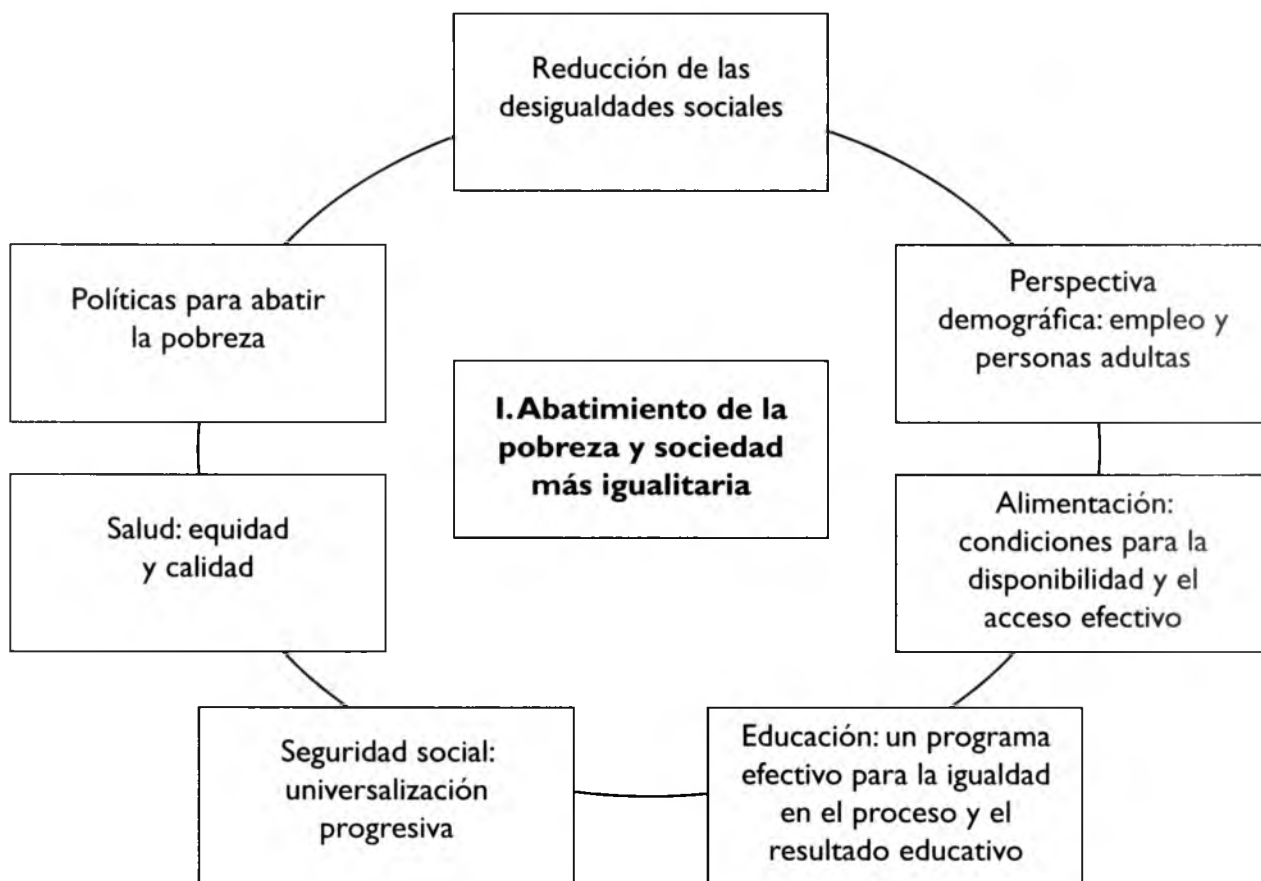 Reducción de las
desigualdades sociales
Políticas para abatir
la pobreza
Perspectiva
demográfica: empleo y
personas adultas
I. Abatimiento de la
pobreza y sociedad
más igualitaria
Salud: equidad
y calidad
Alimentación:
condiciones para la
disponibilidad y el
acceso efectivo
Seguridad social:
universalización
progresiva
Educación: un programa
efectivo para la igualdad
en el proceso y el
resultado educativo